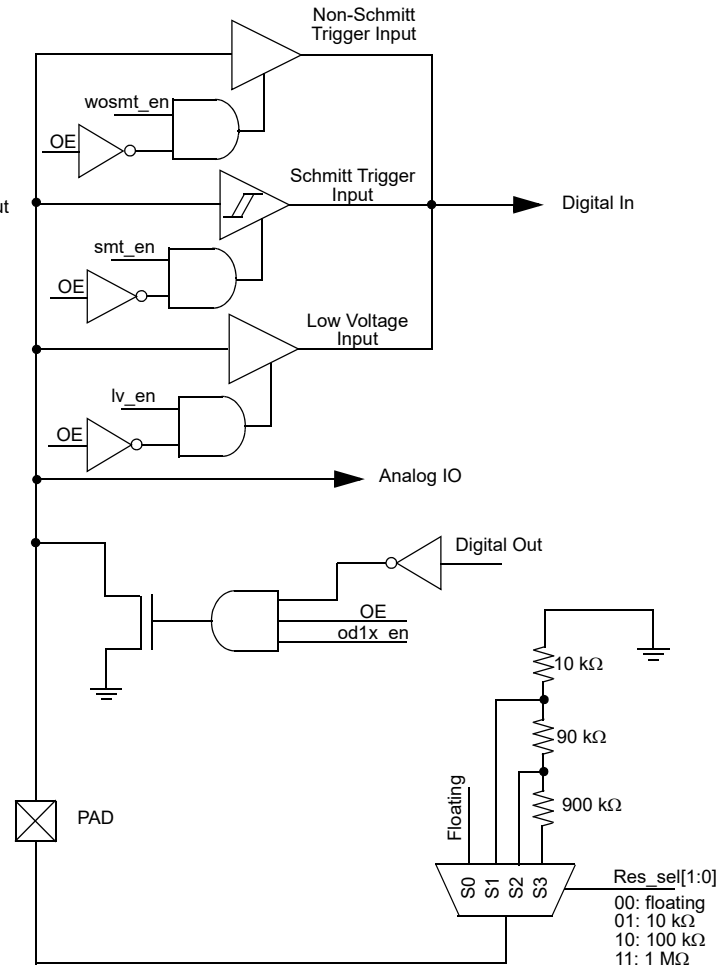 Non-Schmitt
Trigger Input
wosmt_en
OE
Schmitt Trigger
Input
ut
Digital In
smt_en
OE
Low Voltage
Input
lv_en
OE
Analog IO
Digital Out
OE
od1x_en
10 kΩ
90 kΩ
900 kΩ
Floating
PAD
S0
S1
S2
S3
Res_sel[1:0]
00: floating
01: 10 kΩ
10: 100 kΩ
11: 1 MΩ